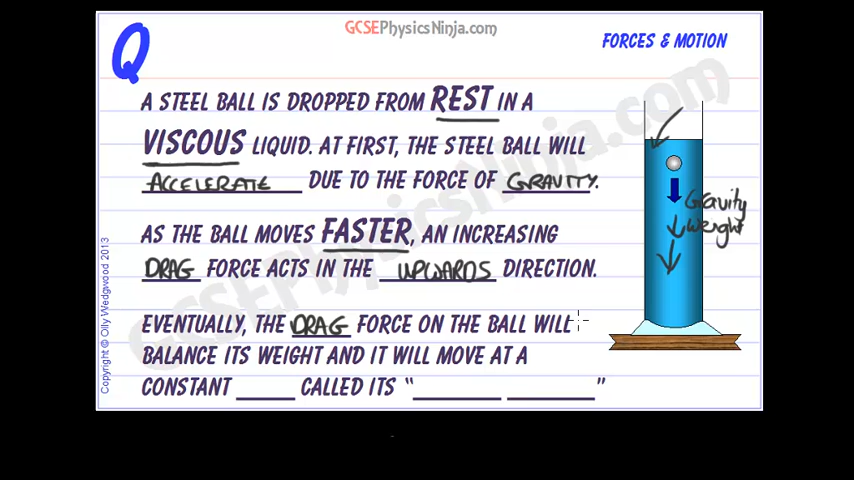 GCSEPhysicsNinja.com
Q
FORCES & MOTION
A STEEL BALL IS DROPPED FROM REST IN A
VISCOUS LIQUID. AT FIRST, THE STEEL BALL WILL
ACCELERATE DUE TO THE FORCE OF GRAVITY.
AS THE BALL MOVES FASTER, AN INCREASING
DRAG FORCE ACTS IN THE UPWARDS DIRECTION.
EVENTUALLY, THE DRAG FORCE ON THE BALL WILL
BALANCE ITS WEIGHT AND IT WILL MOVE AT A
CONSTANT _____ CALLED ITS “_______ _______”
Gravity
Weight
Copyright © Olly Wedgwood 2013
GCSEPhysicsNinja.com